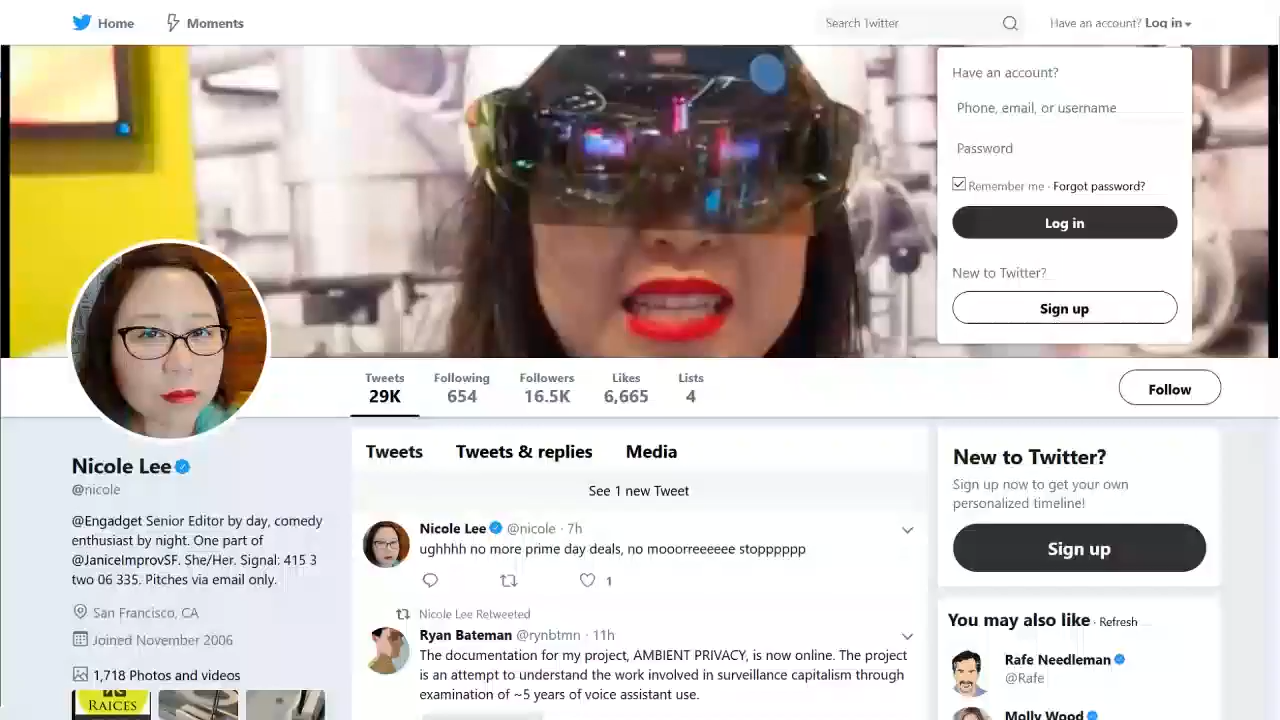 Home
Moments
Search Twitter
Have an account? Log in
Have an account?
Phone, email, or username
Password
Remember me · Forgot password?
Log in
New to Twitter?
Sign up
Tweets
29K
Following
654
Followers
16.5K
Likes
6,665
Lists
4
Follow
Nicole Lee
@nicole
@Engadget Senior Editor by day, comedy
enthusiast by night. One part of
@JaniceImprovSF. She/Her. Signal: 415 3
two 06 335. Pitches via email only.
San Francisco, CA
Joined November 2006
1,718 Photos and videos
RAICES
Tweets
Tweets & replies
Media
See 1 new Tweet
Nicole Lee @nicole · 7h
ughhhh no more prime day deals, no mooorreeeeee stopppppp
1
Nicole Lee Retweeted
Ryan Bateman @rynbtmn · 11h
The documentation for my project, AMBIENT PRIVACY, is now online. The project
is an attempt to understand the work involved in surveillance capitalism through
examination of ~5 years of voice assistant use.
New to Twitter?
Sign up now to get your own
personalized timeline!
Sign up
You may also like · Refresh
Rafe Needleman
@Rafe
Molly Wood